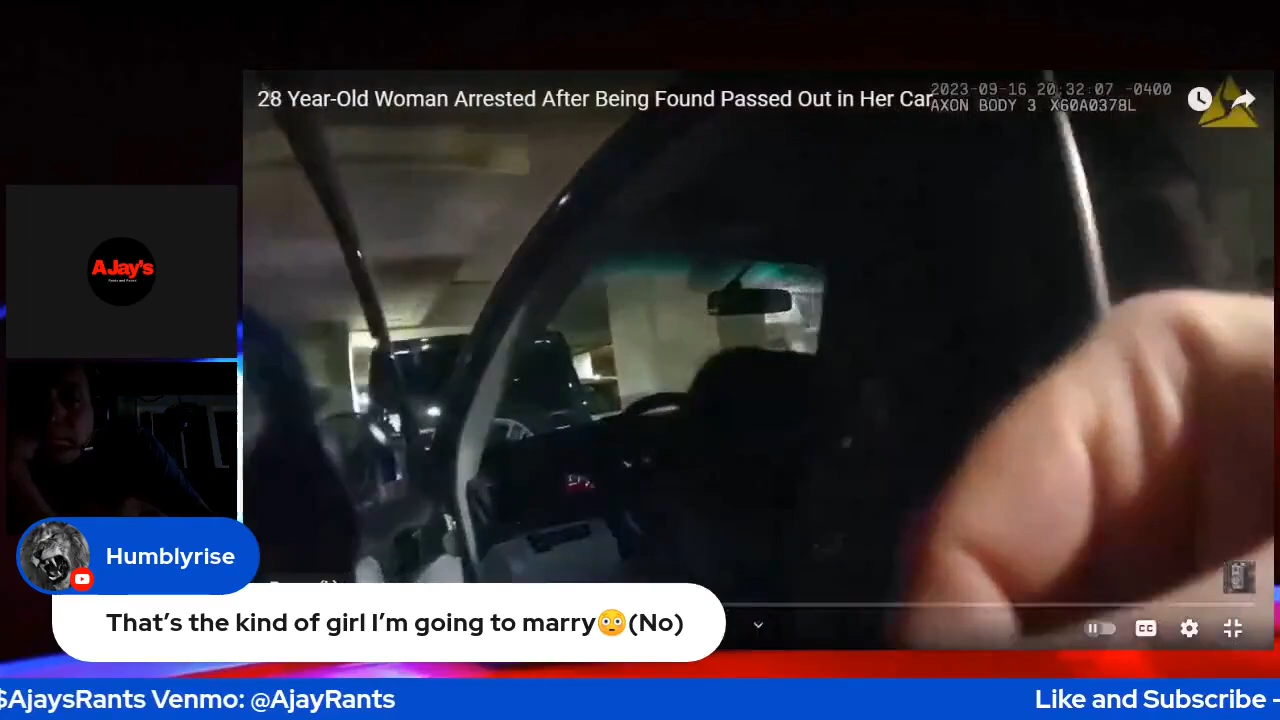 28 Year-Old Woman Arrested After Being Found Passed Out in Her Car
2023-09-16 20:32:07 -0400
AXON BODY 3 X60A0378L
AJay's
Humblyrise
That's the kind of girl I'm going to marry😳(No)
CC
$AjaysRants Venmo: @AjayRants
Like and Subscribe -